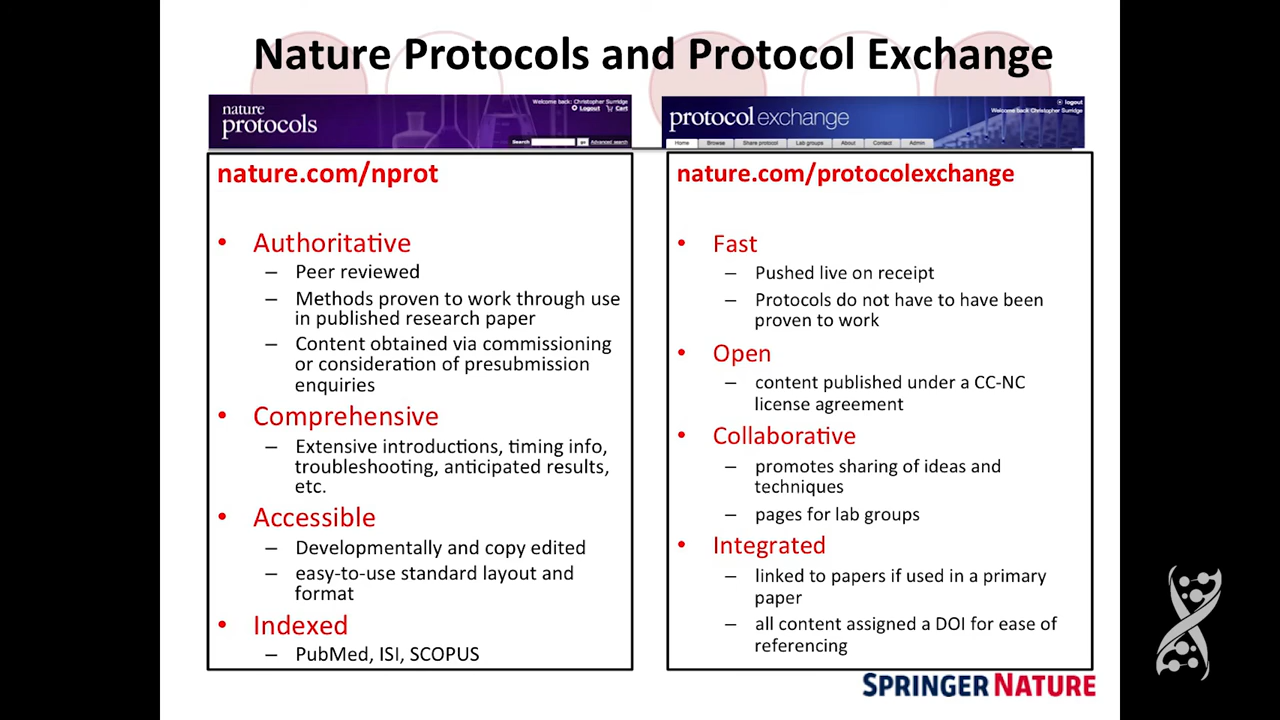 Nature Protocols and Protocol Exchange
nature
protocols
Welcome back: Christopher Surridge
Logout Cart
Search go Advanced search
nature.com/nprot
• Authoritative
– Peer reviewed
– Methods proven to work through use
in published research paper
– Content obtained via commissioning
or consideration of presubmission
enquiries
• Comprehensive
– Extensive introductions, timing info,
troubleshooting, anticipated results,
etc.
• Accessible
– Developmentally and copy edited
– easy-to-use standard layout and
format
• Indexed
– PubMed, ISI, SCOPUS
protocol exchange
logout
Welcome back: Christopher Surridge
Home Browse Share protocol Lab groups About Contact Admin
nature.com/protocolexchange
• Fast
– Pushed live on receipt
– Protocols do not have to have been
proven to work
• Open
– content published under a CC-NC
license agreement
• Collaborative
– promotes sharing of ideas and
techniques
– pages for lab groups
• Integrated
– linked to papers if used in a primary
paper
– all content assigned a DOI for ease of
referencing
SPRINGER NATURE